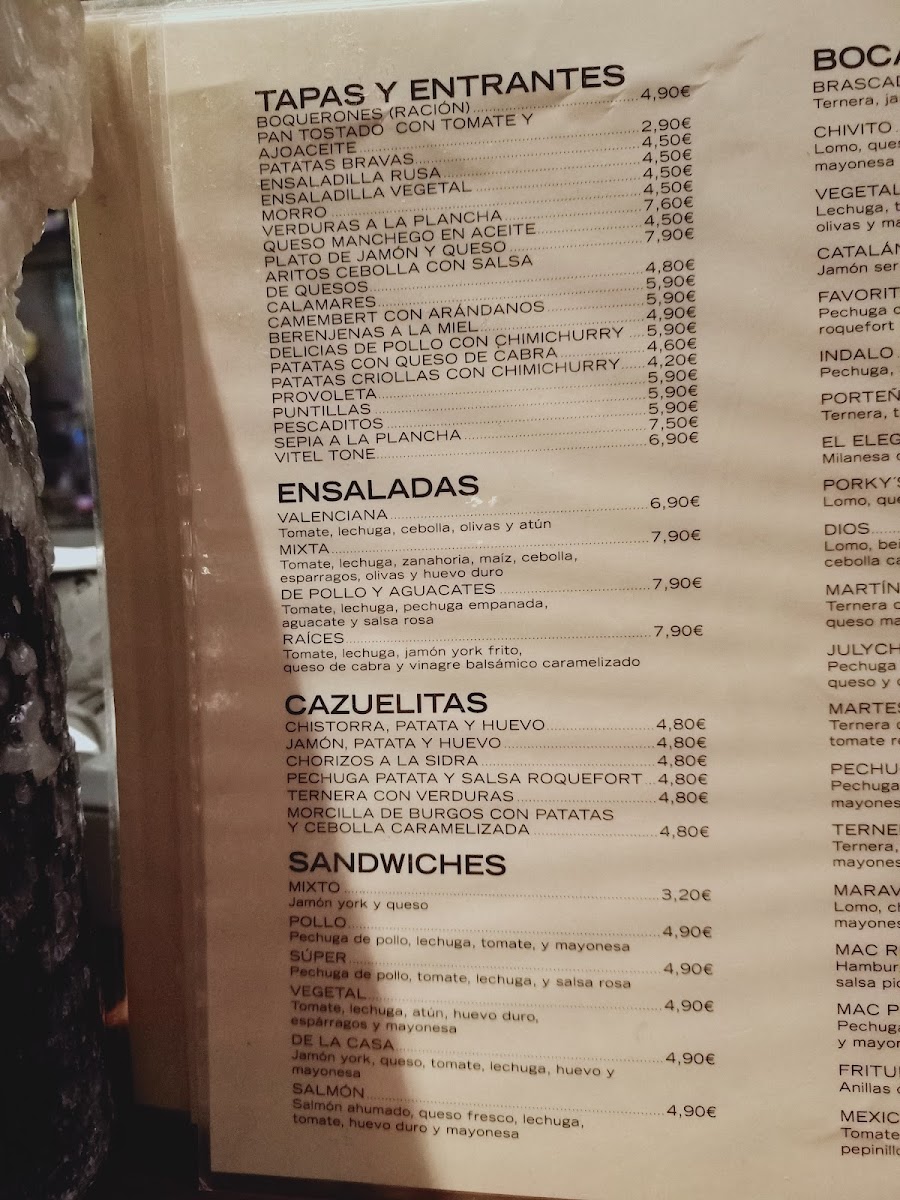 TAPAS Y ENTRANTES
BOQUERONES (RACIÓN) 4,90€
PAN TOSTADO CON TOMATE Y
AJOACEITE 2,90€
PATATAS BRAVAS 4,50€
ENSALADILLA RUSA 4,50€
ENSALADILLA VEGETAL 4,50€
MORRO 4,50€
VERDURAS A LA PLANCHA 7,60€
QUESO MANCHEGO EN ACEITE 4,50€
PLATO DE JAMÓN Y QUESO 7,90€
ARITOS CEBOLLA CON SALSA
DE QUESOS 4,80€
CALAMARES 5,90€
CAMEMBERT CON ARÁNDANOS 5,90€
BERENJENAS A LA MIEL 4,90€
DELICIAS DE POLLO CON CHIMICHURRY 5,90€
PATATAS CON QUESO DE CABRA 4,60€
PATATAS CRIOLLAS CON CHIMICHURRY 4,20€
PROVOLETA 5,90€
PUNTILLAS 5,90€
PESCADITOS 5,90€
SEPIA A LA PLANCHA 7,50€
VITEL TONE 6,90€
ENSALADAS
VALENCIANA 6,90€
Tomate, lechuga, cebolla, olivas y atún
MIXTA 7,90€
Tomate, lechuga, zanahoria, maíz, cebolla,
esparragos, olivas y huevo duro
DE POLLO Y AGUACATES 7,90€
Tomate, lechuga, pechuga empanada,
aguacate y salsa rosa
RAÍCES 7,90€
Tomate, lechuga, jamón york frito,
queso de cabra y vinagre balsámico caramelizado
CAZUELITAS
CHISTORRA, PATATA Y HUEVO 4,80€
JAMÓN, PATATA Y HUEVO 4,80€
CHORIZOS A LA SIDRA 4,80€
PECHUGA PATATA Y SALSA ROQUEFORT 4,80€
TERNERA CON VERDURAS 4,80€
MORCILLA DE BURGOS CON PATATAS
Y CEBOLLA CARAMELIZADA 4,80€
SANDWICHES
MIXTO 3,20€
Jamón york y queso
POLLO 4,90€
Pechuga de pollo, lechuga, tomate, y mayonesa
SÚPER 4,90€
Pechuga de pollo, tomate, lechuga, y salsa rosa
VEGETAL 4,90€
Tomate, lechuga, atún, huevo duro,
espárragos y mayonesa
DE LA CASA 4,90€
Jamón york, queso, tomate, lechuga, huevo y
mayonesa
SALMÓN 4,90€
Salmón ahumado, queso fresco, lechuga,
tomate, huevo duro y mayonesa
BOCA
BRASCAD
Ternera, ja
CHIVITO
Lomo, que
mayonesa
VEGETAL
Lechuga, t
olivas y ma
CATALÁN
Jamón ser
FAVORIT
Pechuga
roquefort
INDALO
Pechuga,
PORTEÑ
Ternera, t
EL ELEG
Milanesa
PORKY'S
Lomo, que
DIOS
Lomo, bei
cebolla ca
MARTÍN
Ternera
queso ma
JULYCH
Pechuga
queso y
MARTES
Ternera
tomate r
PECHU
Pechuga
mayones
TERNE
Ternera,
mayones
MARAV
Lomo, ch
mayones
MAC R
Hambur
salsa pic
MAC P
Pechuga
y mayor
FRITU
Anillas
MEXIC
Tomate
pepinill